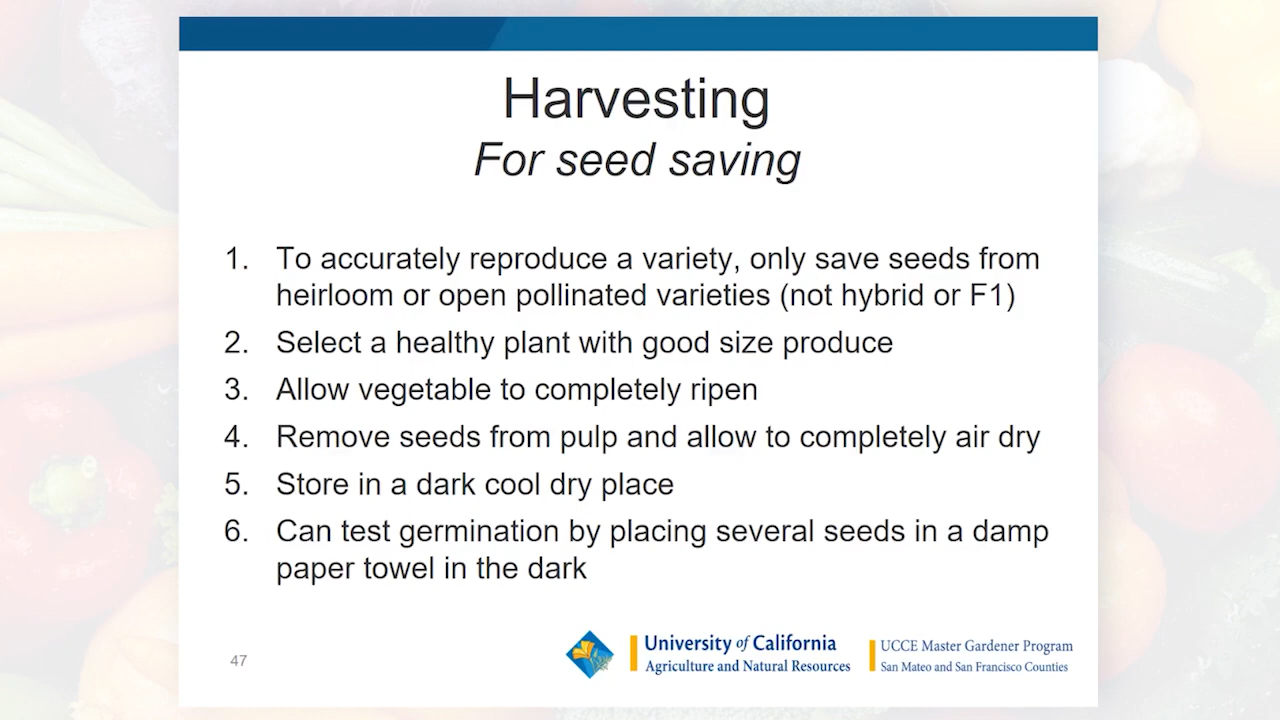 Harvesting
For seed saving
1. To accurately reproduce a variety, only save seeds from
heirloom or open pollinated varieties (not hybrid or F1)
2. Select a healthy plant with good size produce
3. Allow vegetable to completely ripen
4. Remove seeds from pulp and allow to completely air dry
5. Store in a dark cool dry place
6. Can test germination by placing several seeds in a damp
paper towel in the dark
47
University of California
Agriculture and Natural Resources
UCCE Master Gardener Program
San Mateo and San Francisco Counties